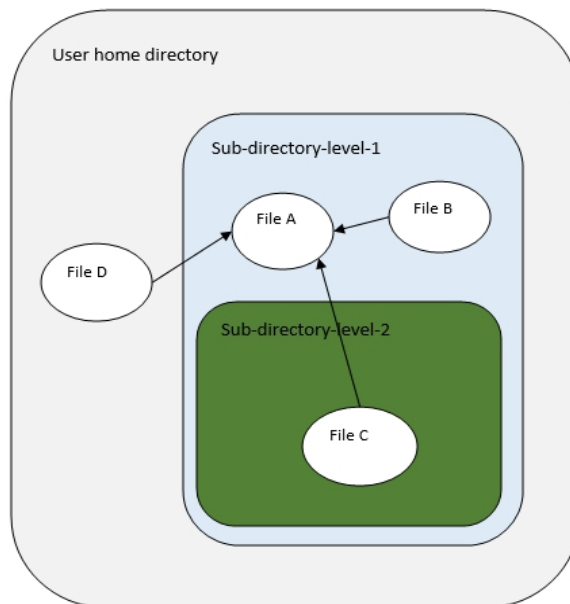 User home directory
Sub-directory-level-1
File A
File B
File D
Sub-directory-level-2
File C